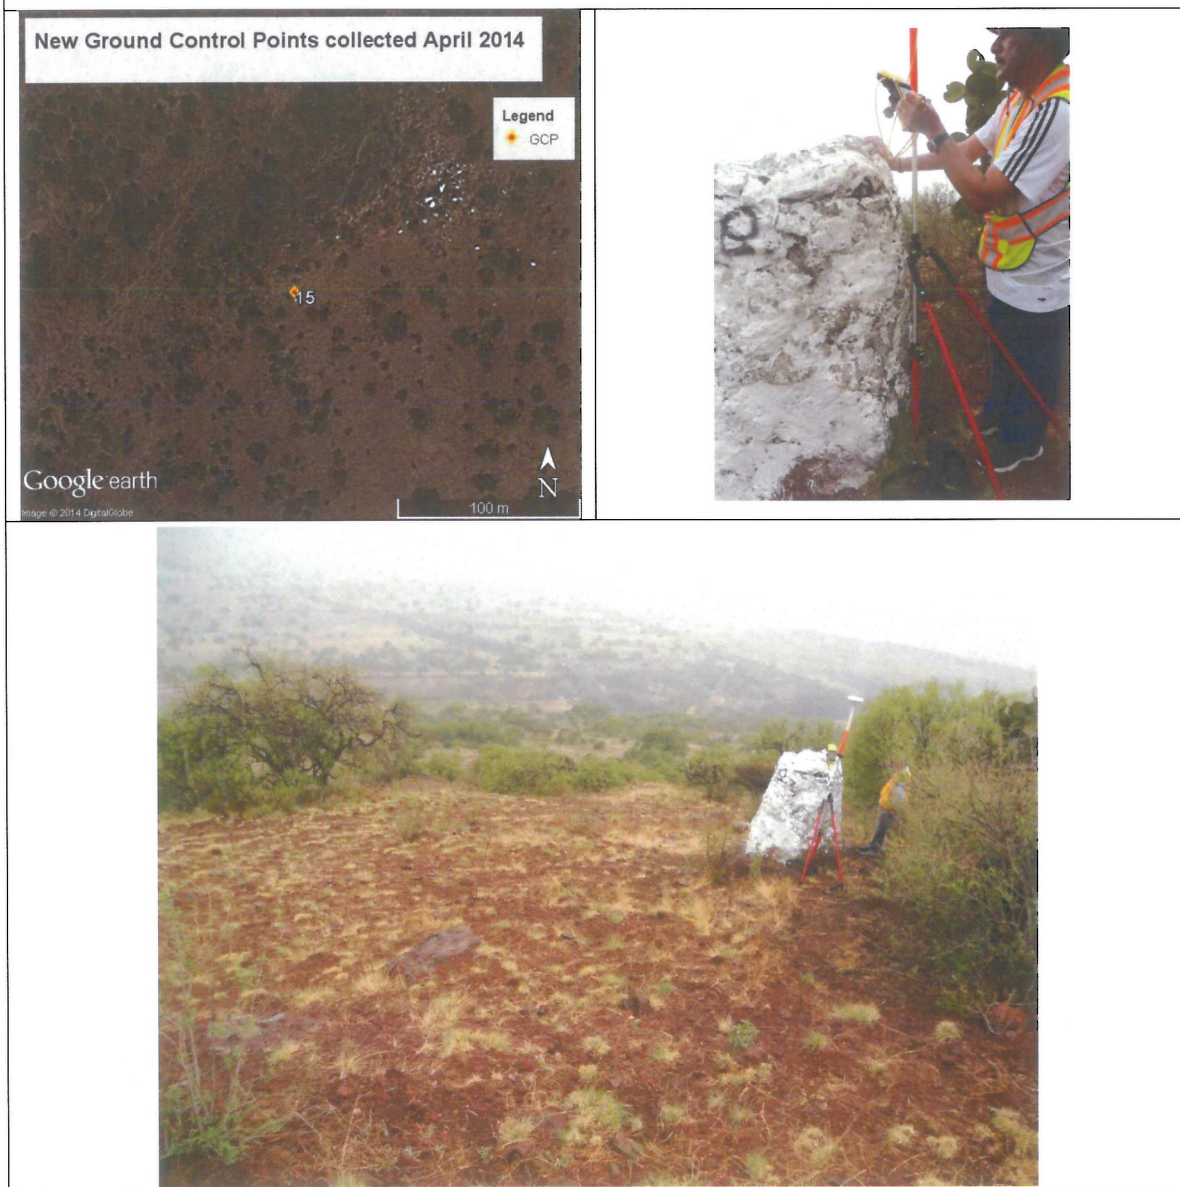 New Ground Control Points collected April 2014
Legend
GCP
15
Google earth
N
Image © 2014 DigitalGlobe
100 m